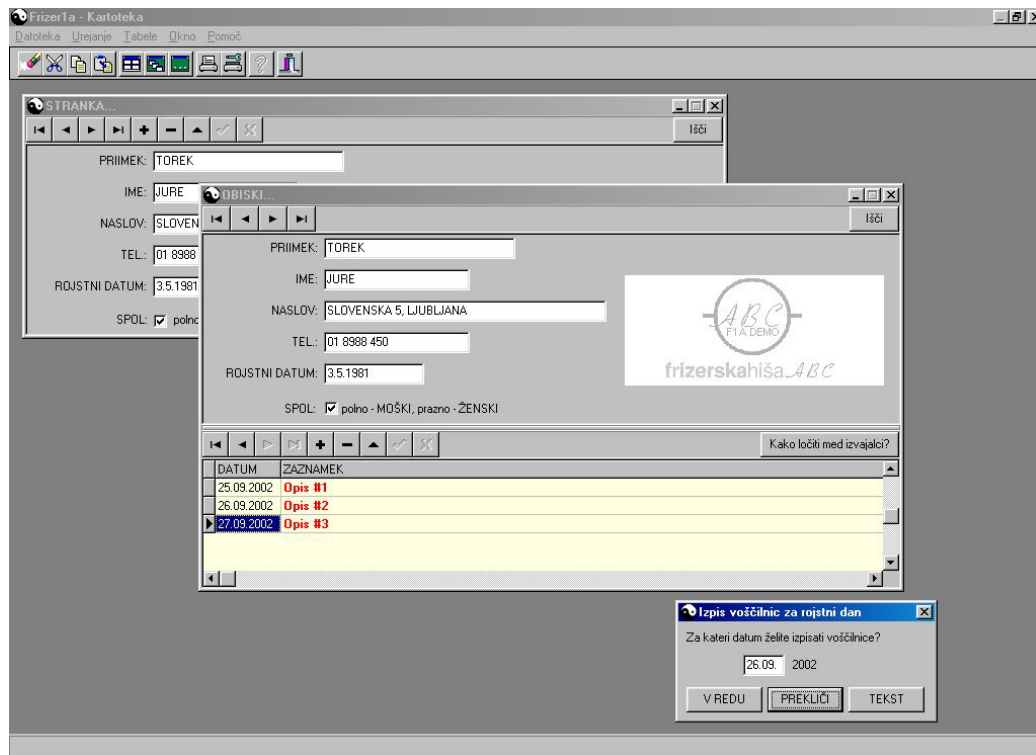 Frizer1a - Kartoteka
Datoteka Urejanje Tabele Okno Pomoč
STRANKA...
Išči
PRIIMEK: TOREK
IME: JURE
NASLOV: SLOVEN
TEL.: 01 8988
ROJSTNI DATUM: 3.5.1981
SPOL: polno
OBISKI...
Išči
PRIIMEK: TOREK
IME: JURE
NASLOV: SLOVENSKA 5, LJUBLJANA
TEL.: 01 8988 450
ROJSTNI DATUM: 3.5.1981
SPOL: polno - MOŠKI, prazno - ŽENSKI
ABC
F1A DEMO
frizerskahiša ABC
Kako ločiti med izvajalci?
DATUM ZAZNAMEK
25.09.2002 Opis #1
26.09.2002 Opis #2
27.09.2002 Opis #3
Izpis voščilnic za rojstni dan
Za kateri datum želite izpisati voščilnice?
26.09. 2002
V REDU PREKLIČI TEKST